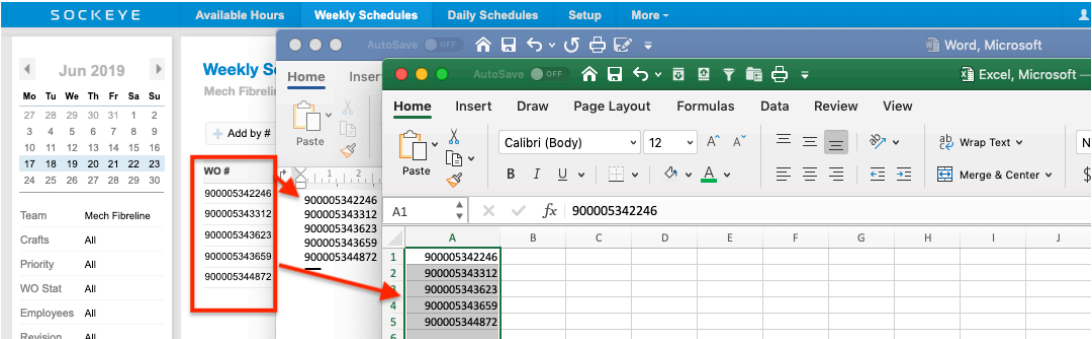 SOCKEYE
Available Hours Weekly Schedules Daily Schedules Setup More
Jun 2019
Mo Tu We Th Fr Sa Su
27 28 29 30 31 1 2
3 4 5 6 7 8 9
10 11 12 13 14 15 16
17 18 19 20 21 22 23
24 25 26 27 28 29 30
Team Mech Fibreline
Crafts All
Priority All
WO Stat All
Employees All
Revision All
Weekly S
Mech Fibreli
+ Add by #
WO #
900005342246
900005343312
900005343623
900005343659
900005344872
AutoSave OFF
Word, Microsoft
Home Inser
Paste
1 2
900005342246
900005343312
900005343623
900005343659
900005344872
AutoSave OFF
Excel, Microsoft —
Home Insert Draw Page Layout Formulas Data Review View
Paste
Calibri (Body) 12 A^ A˅
B I U A
ab Wrap Text
Merge & Center
N
$
A1 fx 900005342246
A B C D E F G H I J
1 900005342246
2 900005343312
3 900005343623
4 900005343659
5 900005344872
6